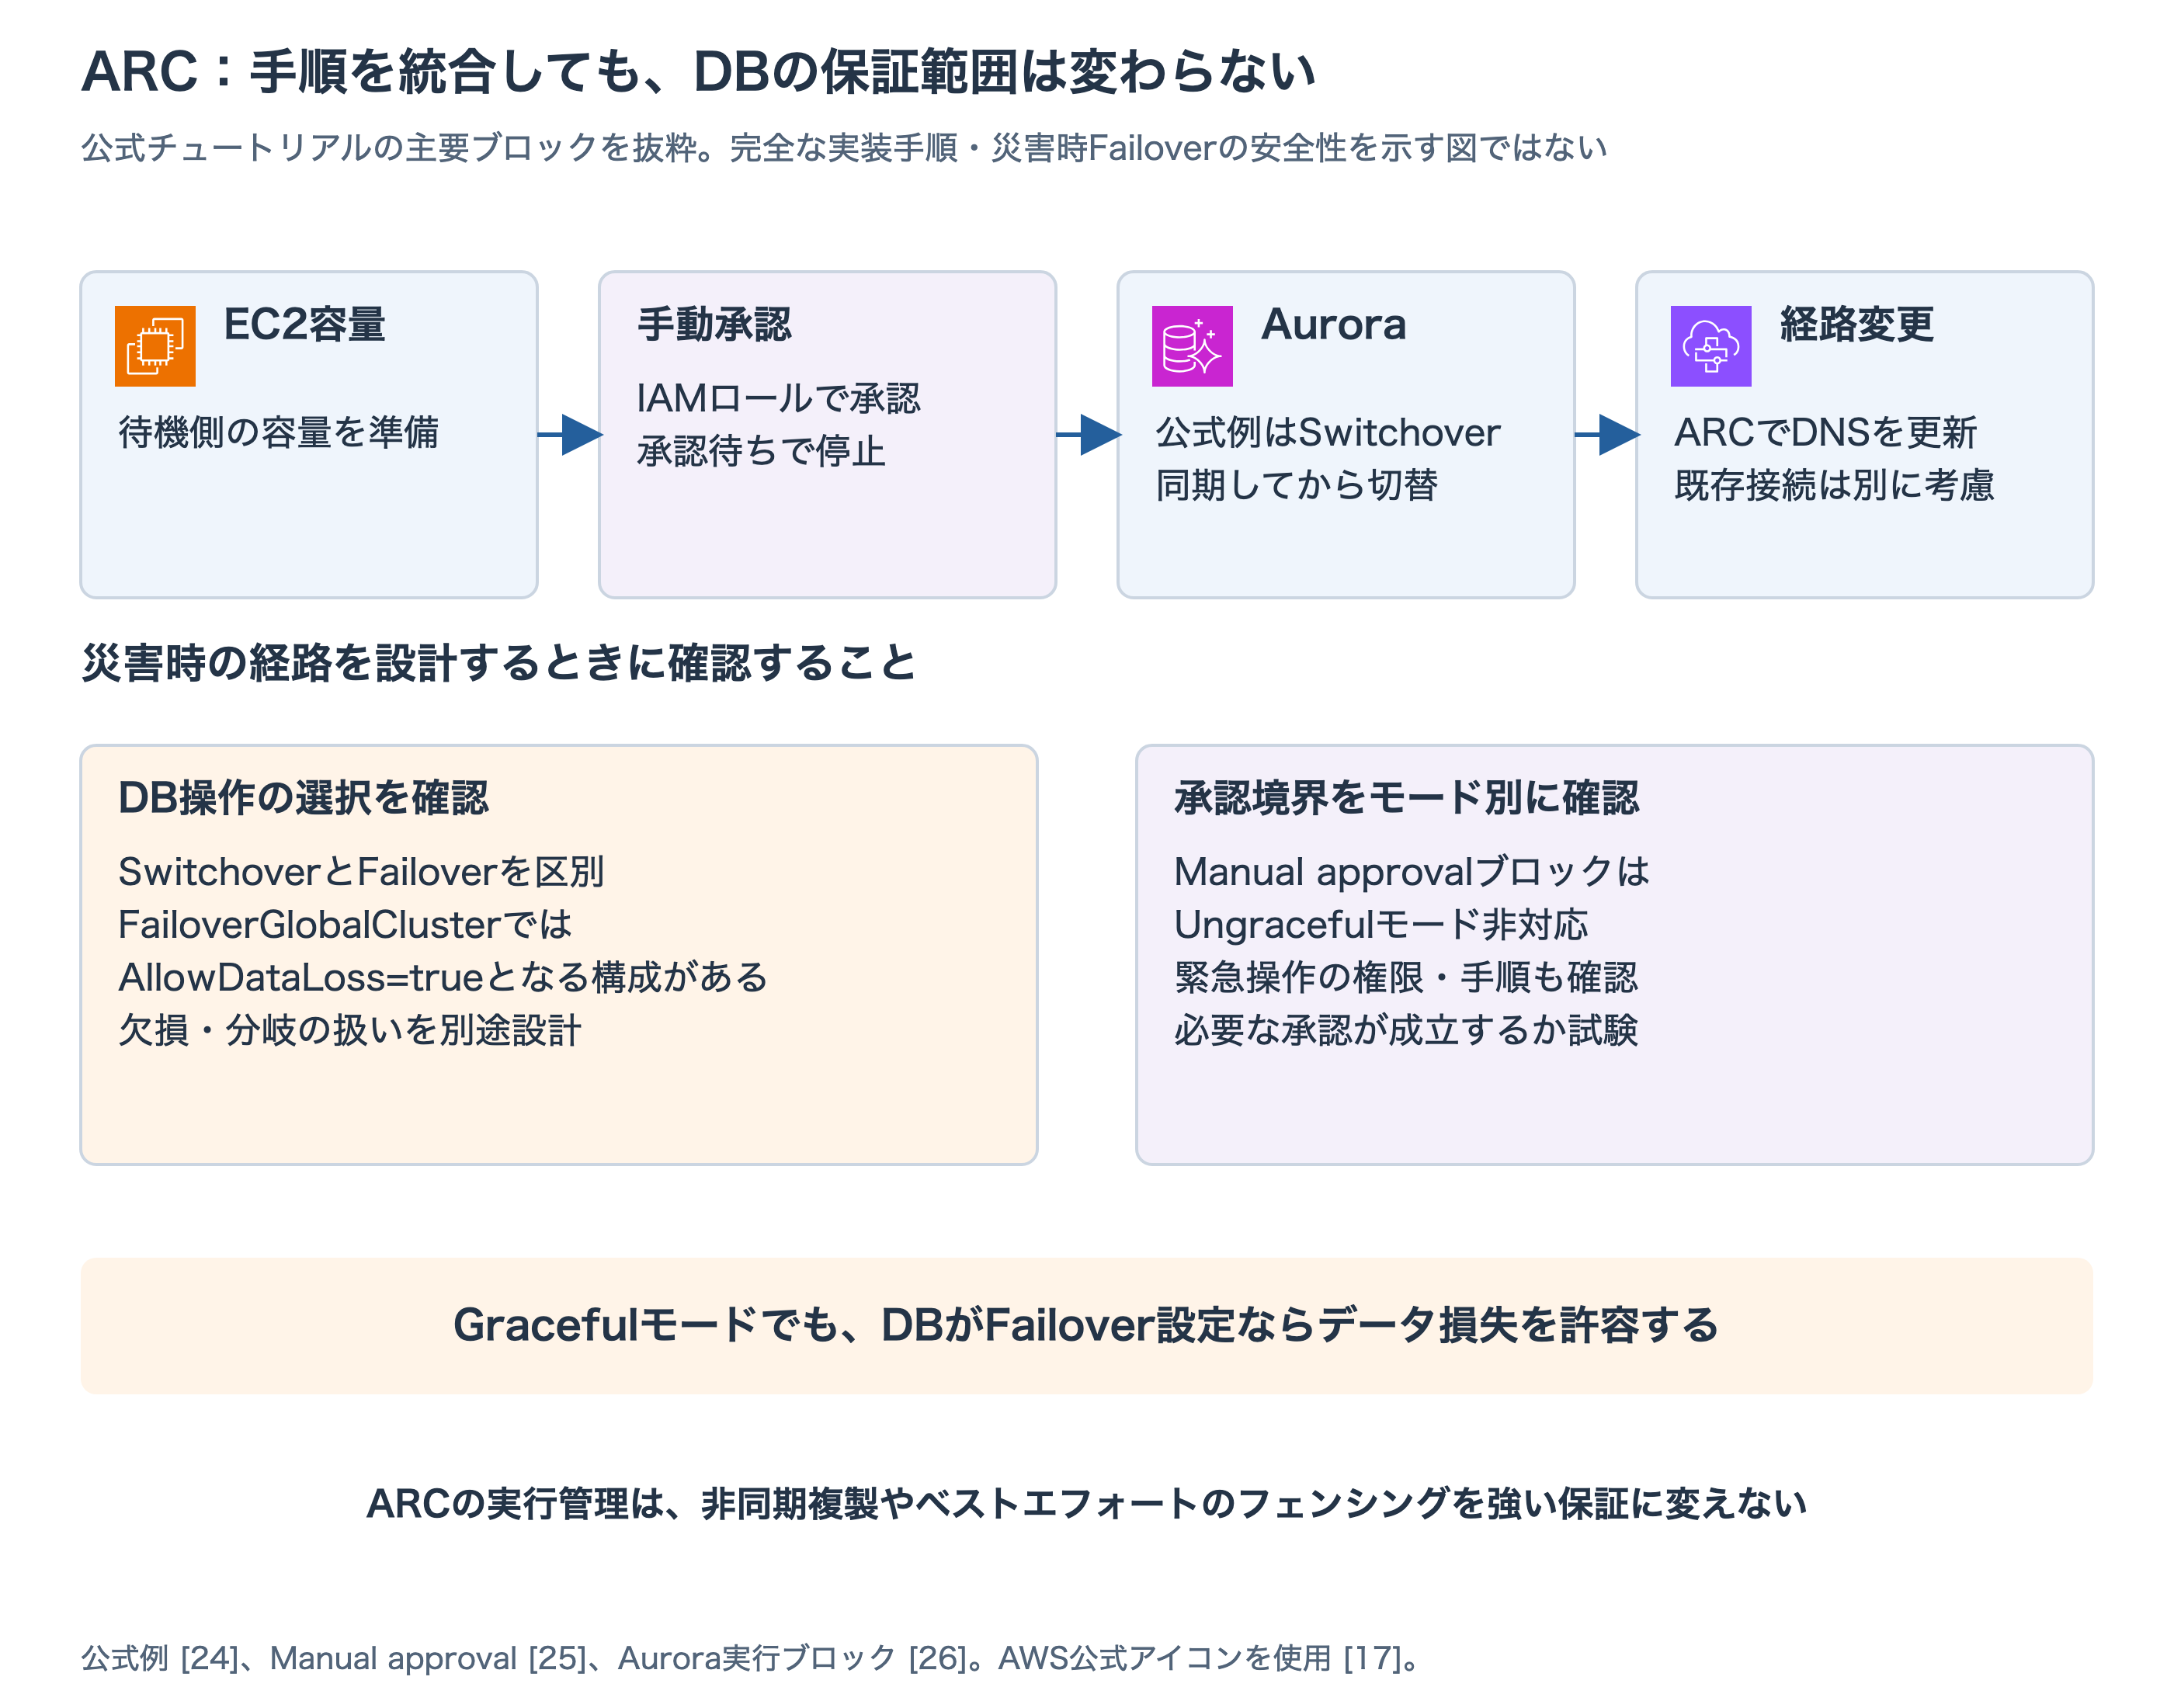 ARC：手順を統合しても、DBの保証範囲は変わらない
公式チュートリアルの主要ブロックを抜粋。完全な実装手順・災害時Failoverの安全性を示す図ではない
EC2容量
待機側の容量を準備
手動承認
IAMロールで承認
承認待ちで停止
Aurora
公式例はSwitchover
同期してから切替
経路変更
ARCでDNSを更新
既存接続は別に考慮
災害時の経路を設計するときに確認すること
DB操作の選択を確認
SwitchoverとFailoverを区別
FailoverGlobalClusterでは
AllowDataLoss=trueとなる構成がある
欠損・分岐の扱いを別途設計
承認境界をモード別に確認
Manual approvalブロックは
Ungracefulモード非対応
緊急操作の権限・手順も確認
必要な承認が成立するか試験
Gracefulモードでも、DBがFailover設定ならデータ損失を許容する
ARCの実行管理は、非同期複製やベストエフォートのフェンシングを強い保証に変えない
公式例 [24]、Manual approval [25]、Aurora実行ブロック [26]。AWS公式アイコンを使用 [17]。